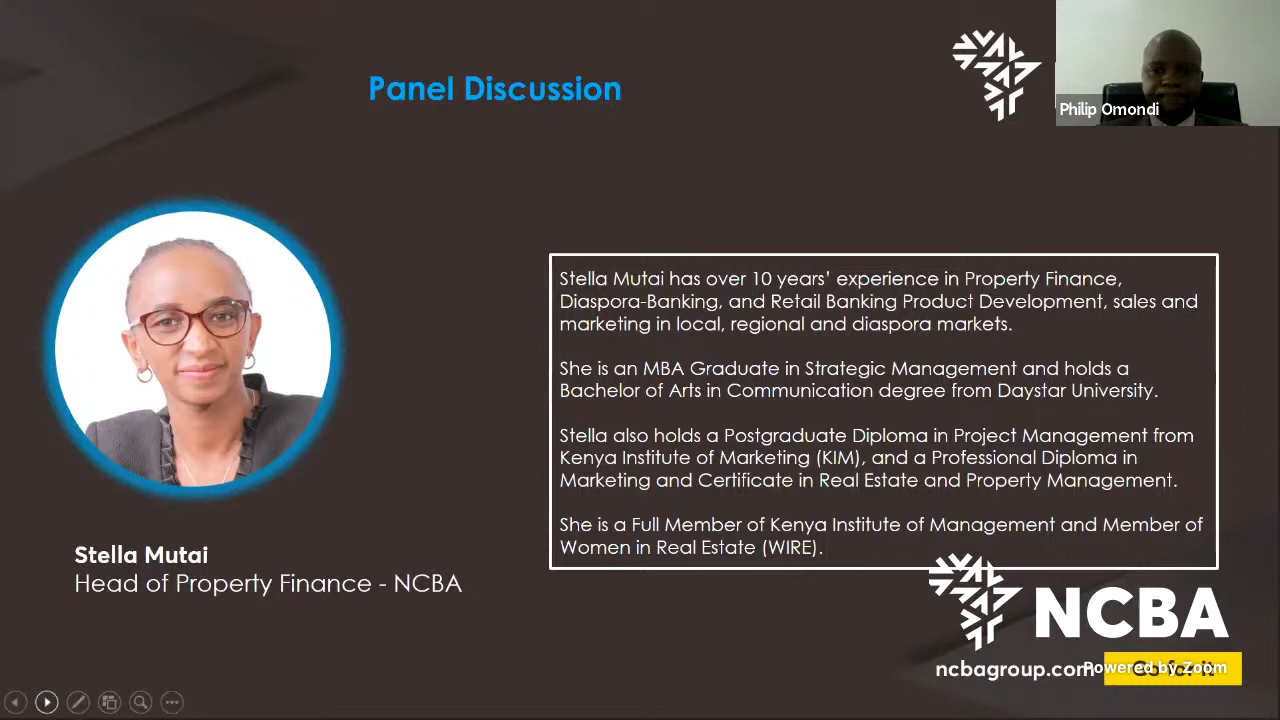 Panel Discussion
Philip Omondi
Stella Mutai has over 10 years’ experience in Property Finance,
Diaspora-Banking, and Retail Banking Product Development, sales and
marketing in local, regional and diaspora markets.
She is an MBA Graduate in Strategic Management and holds a
Bachelor of Arts in Communication degree from Daystar University.
Stella also holds a Postgraduate Diploma in Project Management from
Kenya Institute of Marketing (KIM), and a Professional Diploma in
Marketing and Certificate in Real Estate and Property Management.
She is a Full Member of Kenya Institute of Management and Member of
Women in Real Estate (WIRE).
Stella Mutai
Head of Property Finance - NCBA
NCBA
ncbagroup.com
Go for it
Powered by Zoom